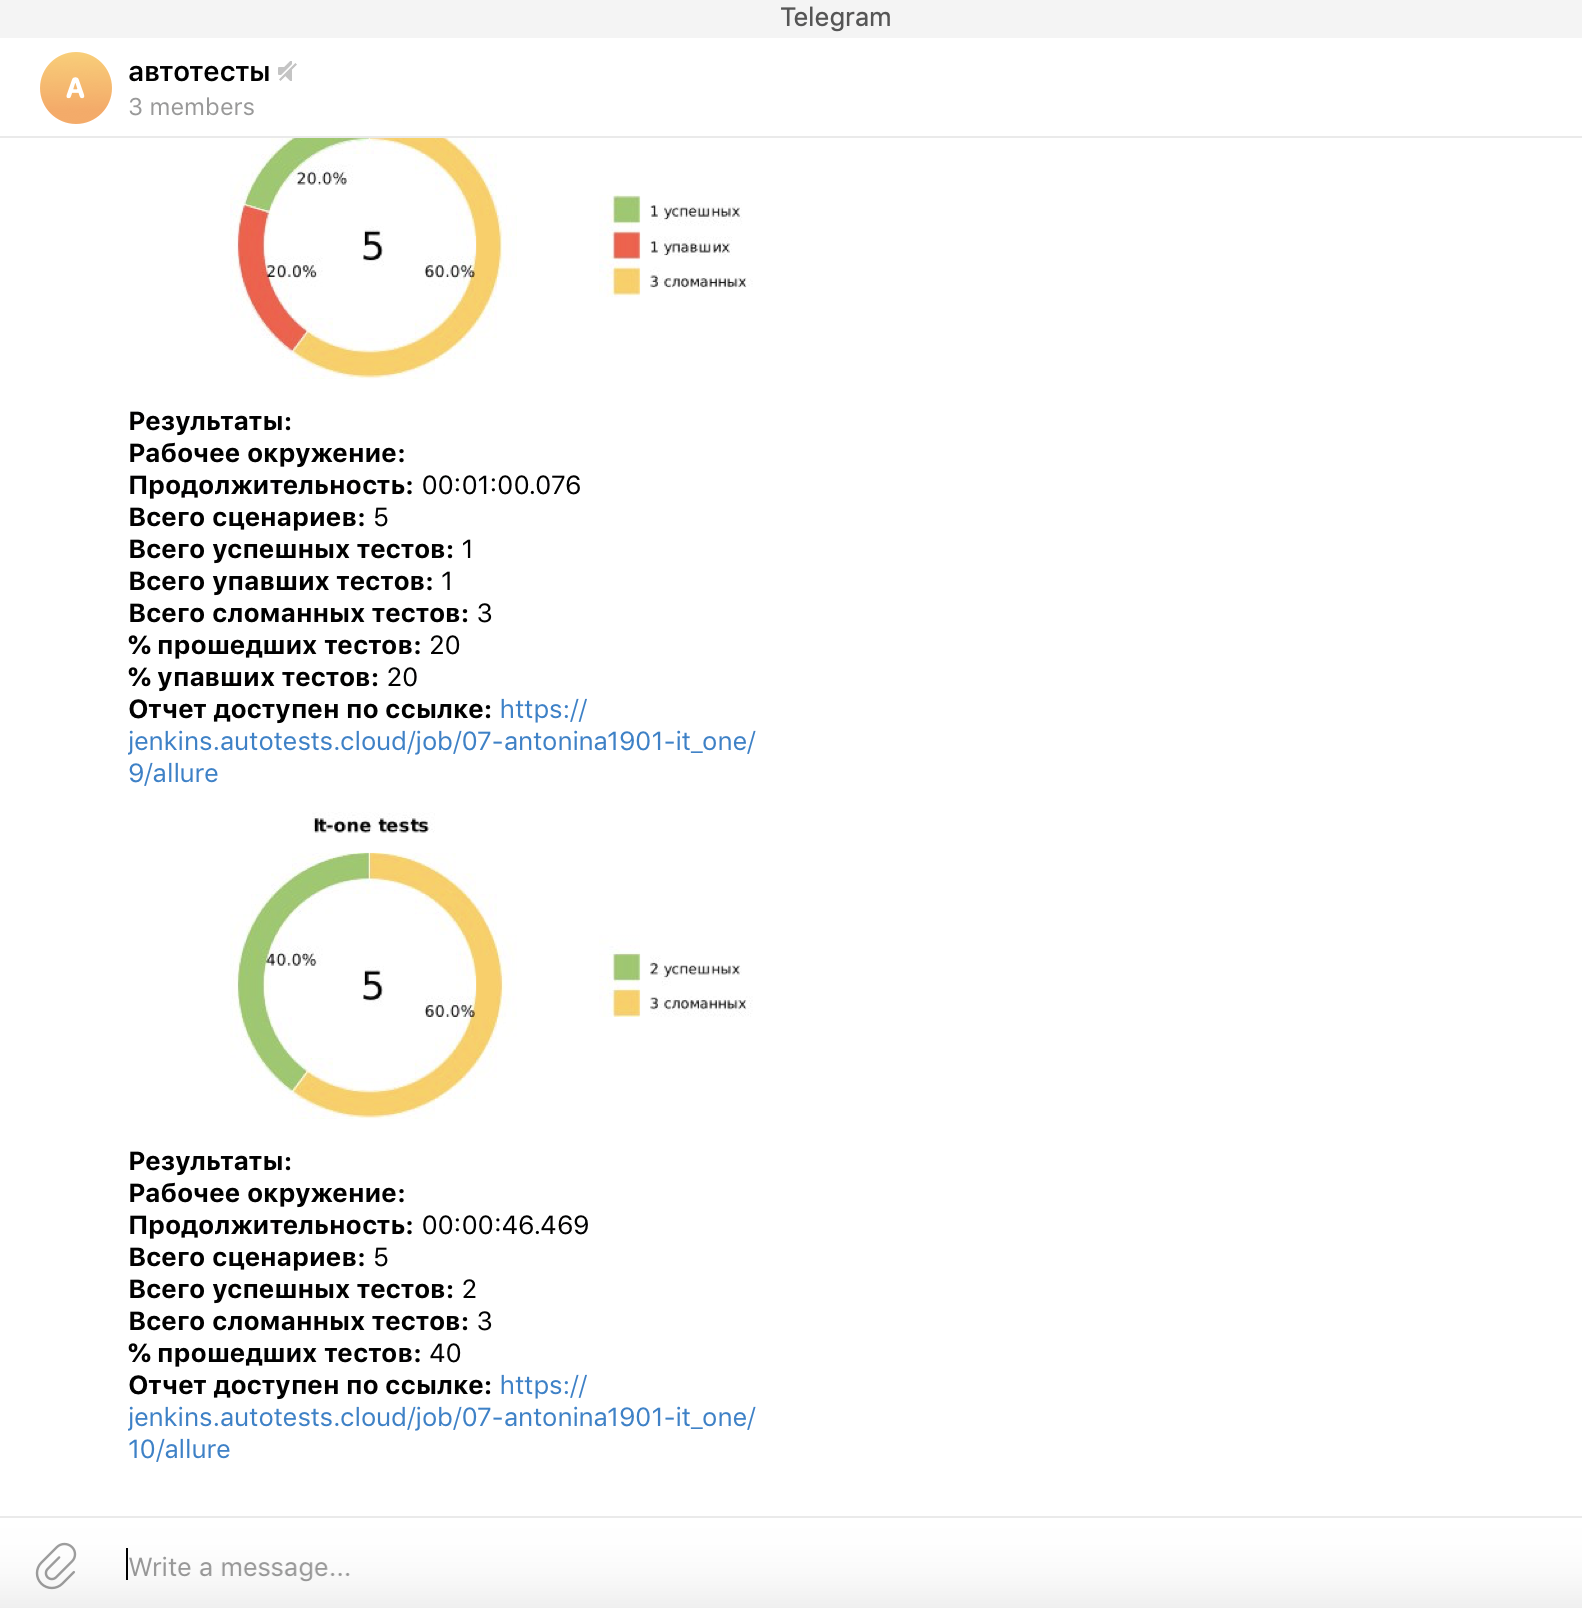 Telegram
А
автотесты
3 members
20.0%
20.0%
5
60.0%
1 успешных
1 упавших
3 сломанных
Результаты:
Рабочее окружение:
Продолжительность: 00:01:00.076
Всего сценариев: 5
Всего успешных тестов: 1
Всего упавших тестов: 1
Всего сломанных тестов: 3
% прошедших тестов: 20
% упавших тестов: 20
Отчет доступен по ссылке: https://
jenkins.autotests.cloud/job/07-antonina1901-it_one/
9/allure
It-one tests
40.0%
5
60.0%
2 успешных
3 сломанных
Результаты:
Рабочее окружение:
Продолжительность: 00:00:46.469
Всего сценариев: 5
Всего успешных тестов: 2
Всего сломанных тестов: 3
% прошедших тестов: 40
Отчет доступен по ссылке: https://
jenkins.autotests.cloud/job/07-antonina1901-it_one/
10/allure
Write a message...